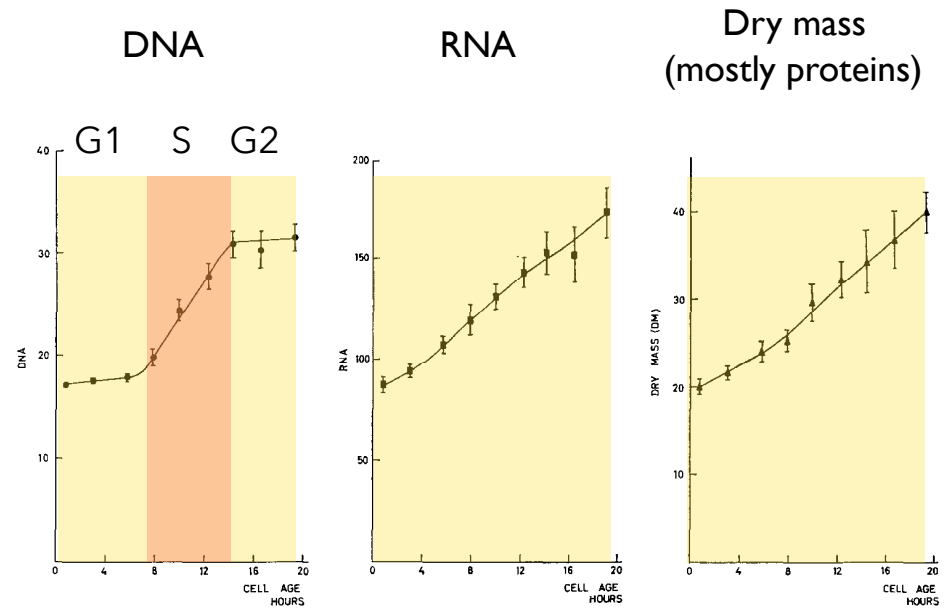 DNA
G1 S G2
40
30
20
10
DNA
0 4 8 12 16 20
CELL AGE
HOURS
RNA
200
150
100
50
RNA
0 4 8 12 16 20
CELL AGE
HOURS
Dry mass
(mostly proteins)
40
30
20
10
DRY MASS (DM)
0 4 8 12 16 20
CELL AGE
HOURS